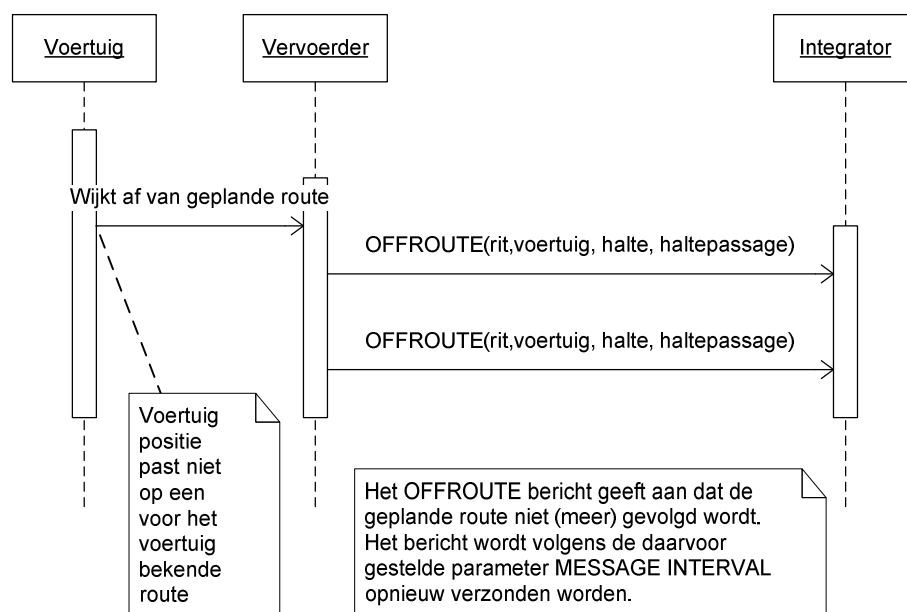 Voertuig
Vervoerder
Integrator
Wijkt af van geplande route
OFFROUTE(rit,voertuig, halte, haltepassage)
OFFROUTE(rit,voertuig, halte, haltepassage)
Voertuig
positie
past niet
op een
voor het
voertuig
bekende
route
Het OFFROUTE bericht geeft aan dat de
geplande route niet (meer) gevolgd wordt.
Het bericht wordt volgens de daarvoor
gestelde parameter MESSAGE INTERVAL
opnieuw verzonden worden.